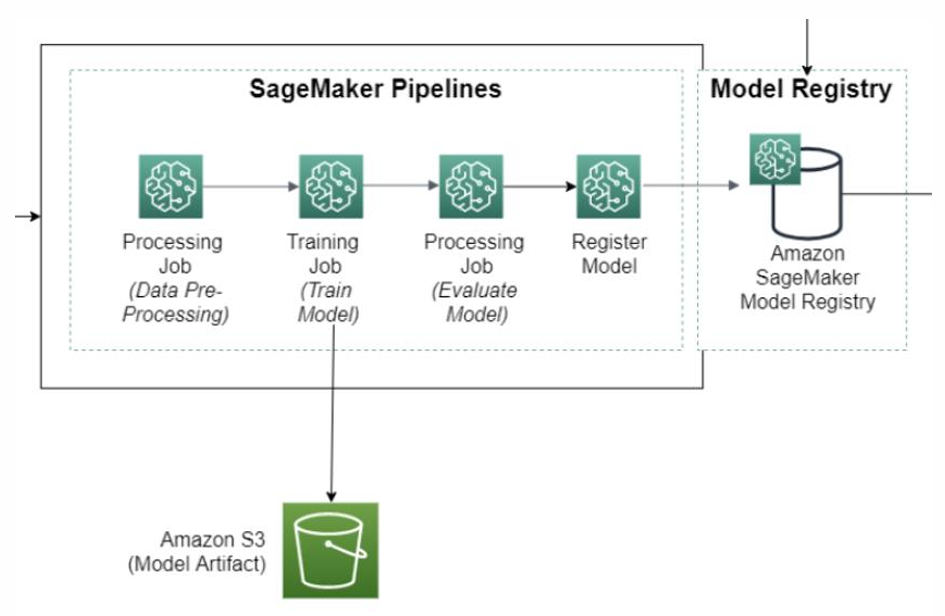 SageMaker Pipelines
Model Registry
Processing
Job
(Data Pre-
Processing)
Training
Job
(Train
Model)
Processing
Job
(Evaluate
Model)
Register
Model
Amazon
SageMaker
Model Registry
Amazon S3
(Model Artifact)